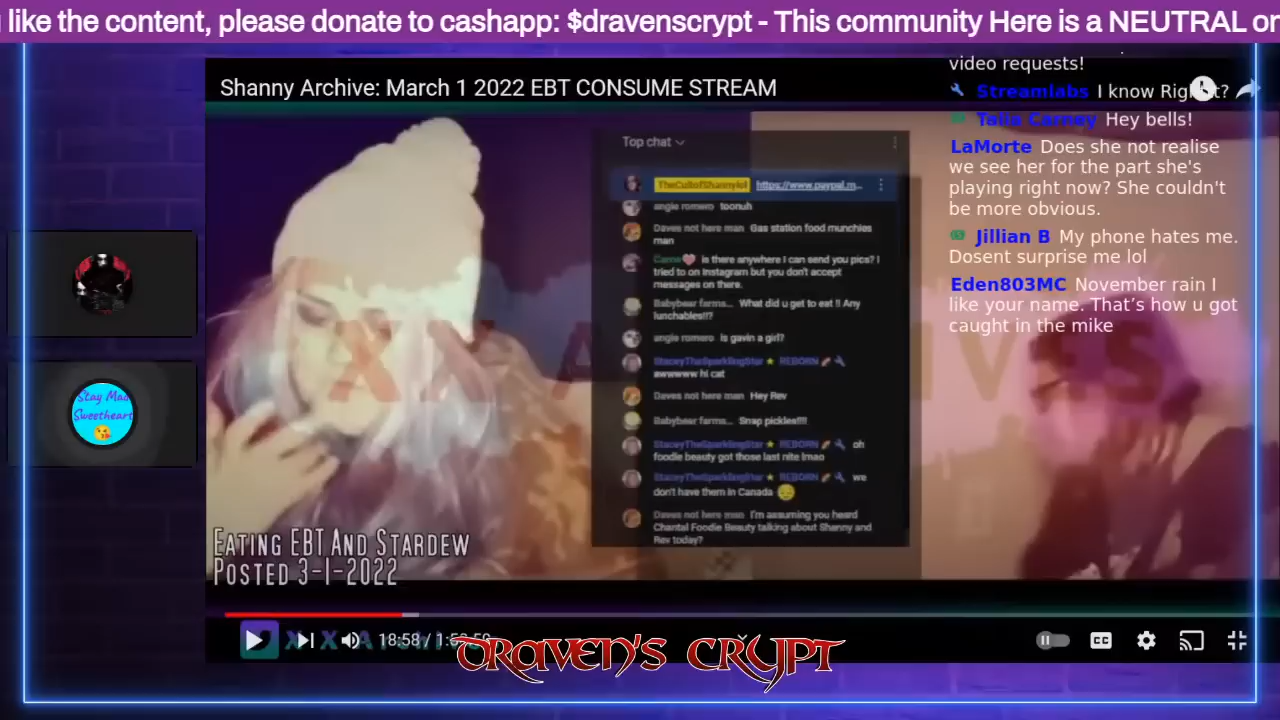 like the content, please donate to cashapp: $dravenscrypt - This community Here is a NEUTRAL
Shanny Archive: March 1 2022 EBT CONSUME STREAM
video requests!
Streamlabs I know Right?
Talia Carney Hey bells!
LaMorte Does she not realise
we see her for the part she's
playing right now? She couldn't
be more obvious.
Jillian B My phone hates me.
Dosent surprise me lol
Eden803MC November rain I
like your name. That's how u got
caught in the mike
Top chat
TheCultofShannylol https://www.paypal.m...
angie romero toonuh
Daves not here man Gas station food munchies
man
is there anywhere I can send you pics? I
tried to on Instagram but you don't accept
messages on there.
Babybear farms... What did u get to eat !! Any
lunchables!!?
angie romero Is gavin a girl?
StaceyTheSparklingStar ★ REBORN
awwwww hi cat
Daves not here man Hey Rev
Babybear farms... Snap pickles!!!!
StaceyTheSparklingStar ★ REBORN oh
foodie beauty got those last nite lmao
StaceyTheSparklingStar ★ REBORN we
don't have them in Canada 😔
Daves not here man I'm assuming you heard
Chantal Foodie Beauty talking about Shanny and
Rev today?
Stay Mad
Sweetheart
😘
EATING EBT AND STARDEW
POSTED 3-1-2022
18:58
CC
DRAVEN'S CRYPT